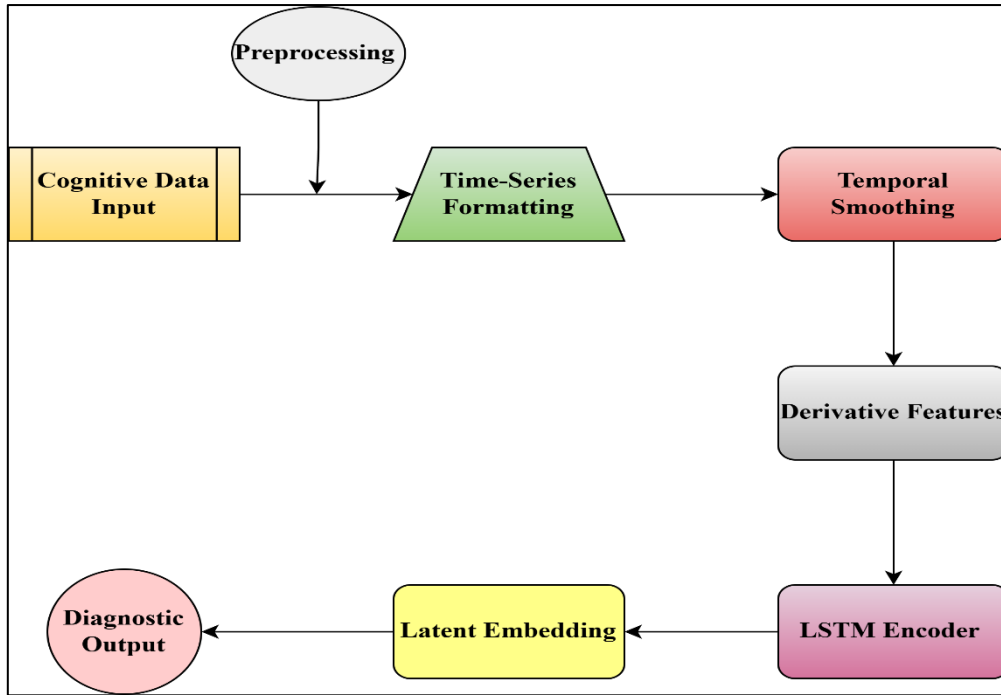 Preprocessing
Cognitive Data
Input
Time-Series
Formatting
Temporal
Smoothing
Derivative Features
Diagnostic
Output
Latent Embedding
LSTM Encoder